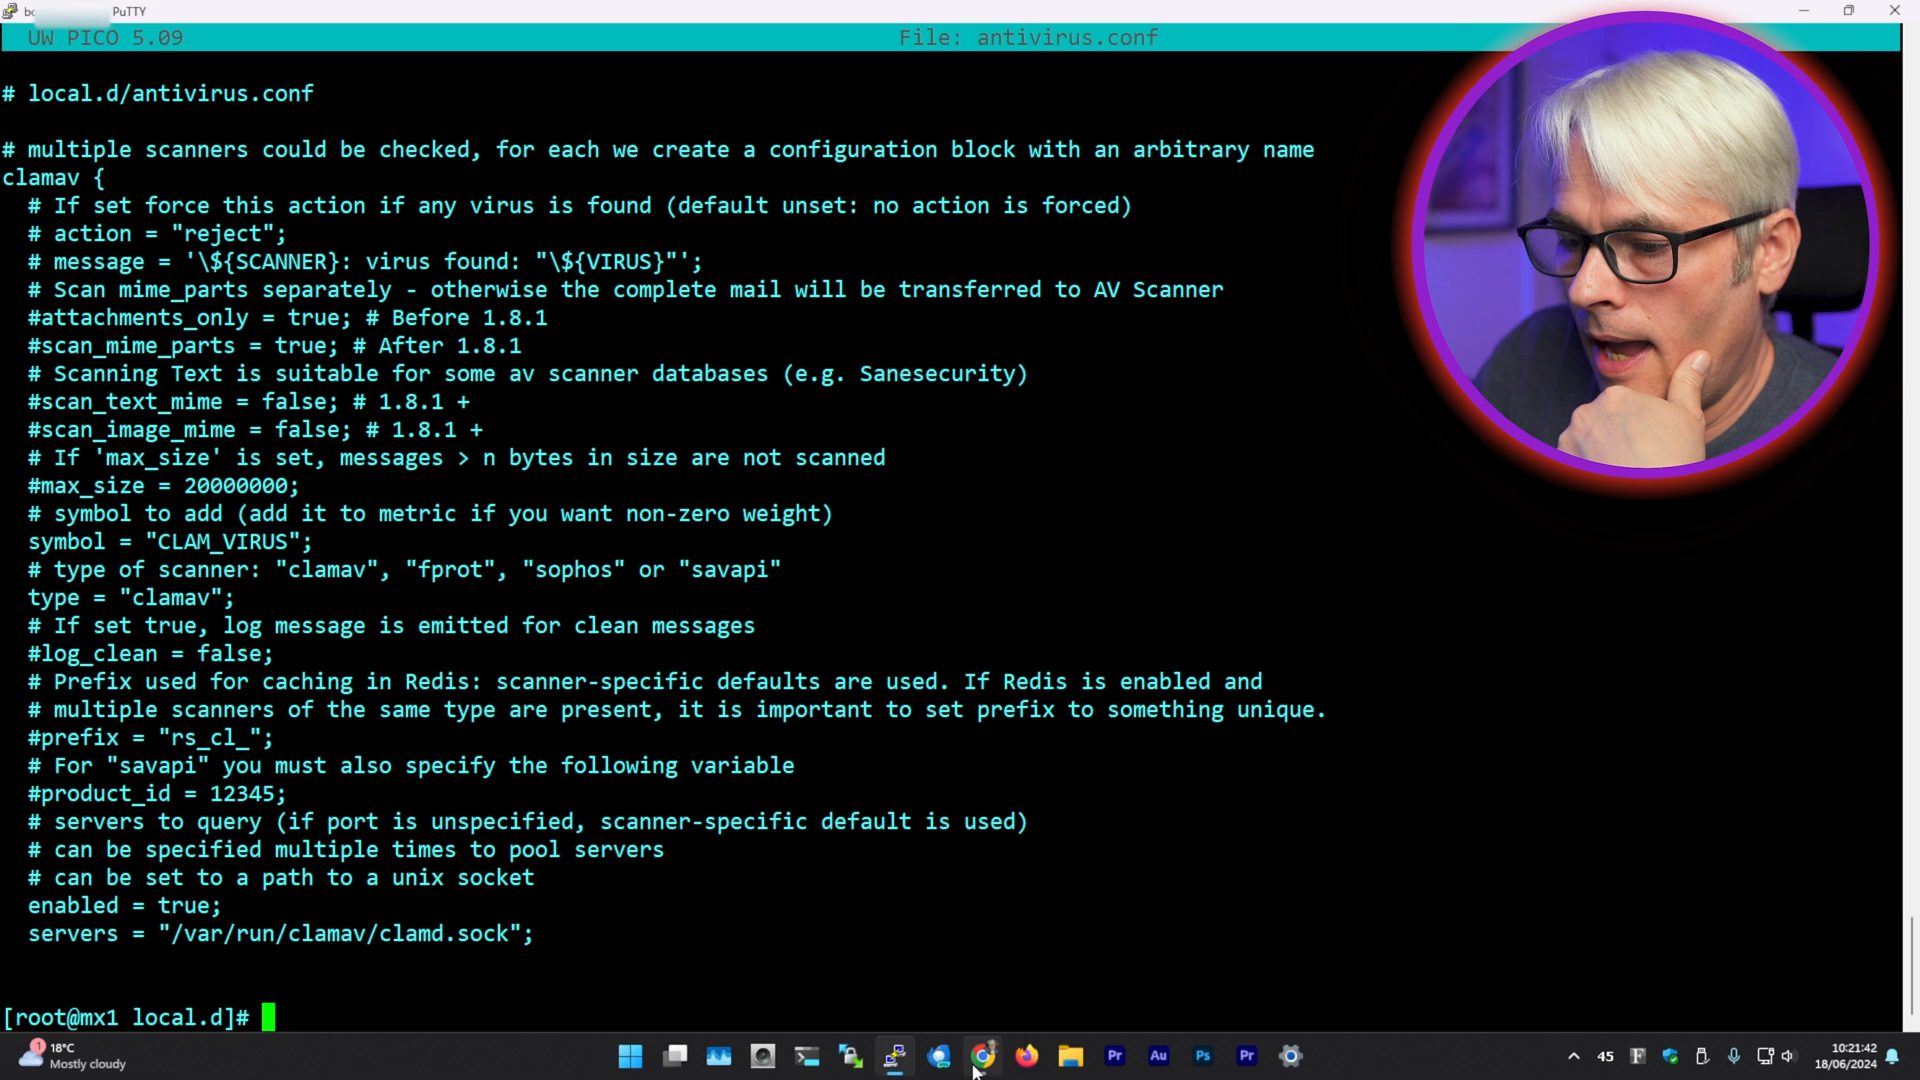 PuTTY
UW PICO 5.09
File: antivirus.conf
# local.d/antivirus.conf
# multiple scanners could be checked, for each we create a configuration block with an arbitrary name
clamav {
# If set force this action if any virus is found (default unset: no action is forced)
# action = "reject";
# message = '\${SCANNER}: virus found: "\${VIRUS}"';
# Scan mime_parts separately - otherwise the complete mail will be transferred to AV Scanner
#attachments_only = true; # Before 1.8.1
#scan_mime_parts = true; # After 1.8.1
# Scanning Text is suitable for some av scanner databases (e.g. Sanesecurity)
#scan_text_mime = false; # 1.8.1 +
#scan_image_mime = false; # 1.8.1 +
# If 'max_size' is set, messages > n bytes in size are not scanned
#max_size = 20000000;
# symbol to add (add it to metric if you want non-zero weight)
symbol = "CLAM_VIRUS";
# type of scanner: "clamav", "fprot", "sophos" or "savapi"
type = "clamav";
# If set true, log message is emitted for clean messages
#log_clean = false;
# Prefix used for caching in Redis: scanner-specific defaults are used. If Redis is enabled and
# multiple scanners of the same type are present, it is important to set prefix to something unique.
#prefix = "rs_cl_";
# For "savapi" you must also specify the following variable
#product_id = 12345;
# servers to query (if port is unspecified, scanner-specific default is used)
# can be specified multiple times to pool servers
# can be set to a path to a unix socket
enabled = true;
servers = "/var/run/clamav/clamd.sock";
[root@mx1 local.d]#
1
18°C
Mostly cloudy
Pr
Au
Ps
Pr
45
F
10:21:42
18/06/2024